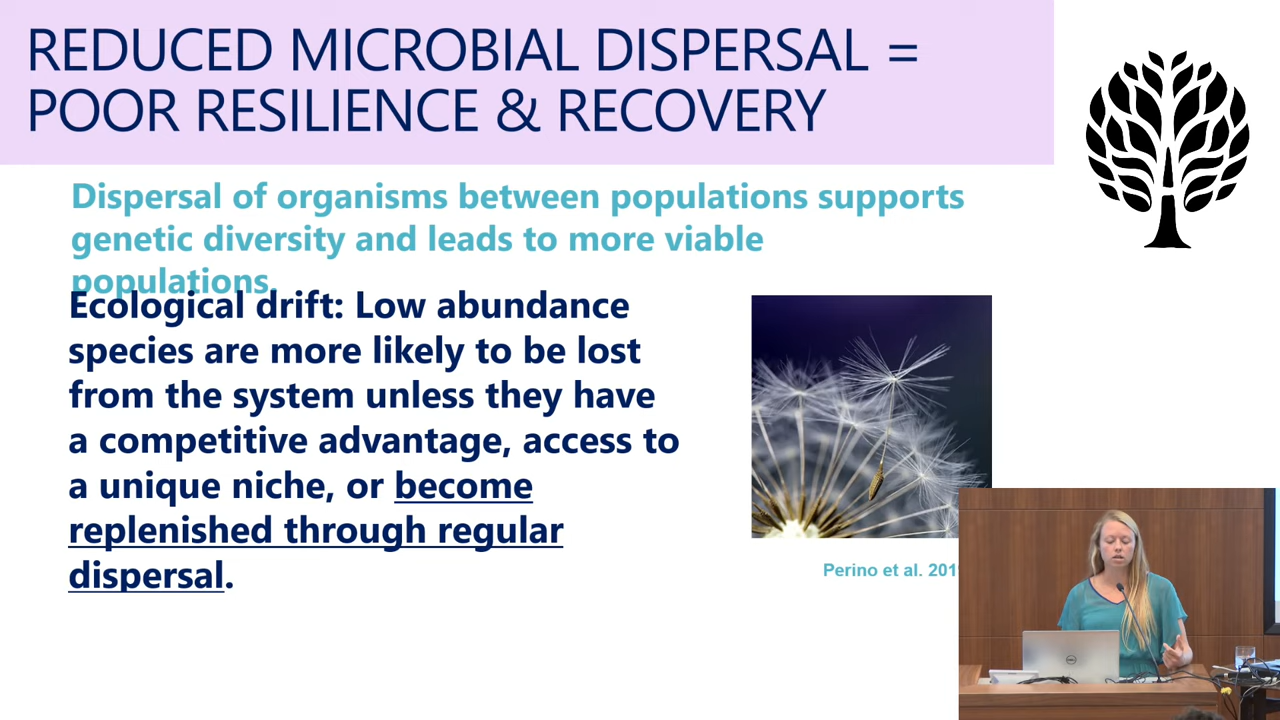 REDUCED MICROBIAL DISPERSAL =
POOR RESILIENCE & RECOVERY
Dispersal of organisms between populations supports
genetic diversity and leads to more viable
populations.
Ecological drift: Low abundance
species are more likely to be lost
from the system unless they have
a competitive advantage, access to
a unique niche, or become
replenished through regular
dispersal.
Perino et al. 201